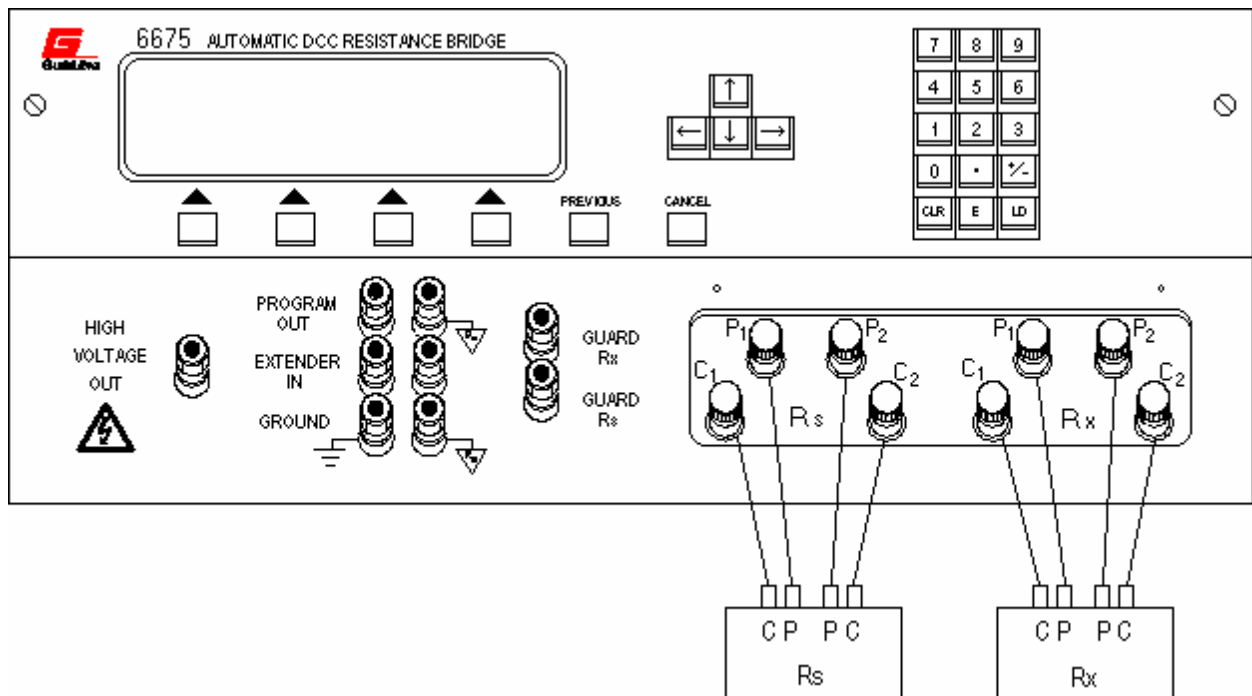 Guildline
6675 AUTOMATIC DCC RESISTANCE BRIDGE
7 8 9
4 5 6
1 2 3
0 . +/-
CLR E LD
↑
← ↓ →
PREVIOUS CANCEL
HIGH
VOLTAGE
OUT
PROGRAM
OUT
EXTENDER
IN
GROUND
GUARD
Rx
GUARD
Rs
P1 P2
C1 C2
Rs
P1 P2
C1 C2
Rx
C P P C
Rs
C P P C
Rx